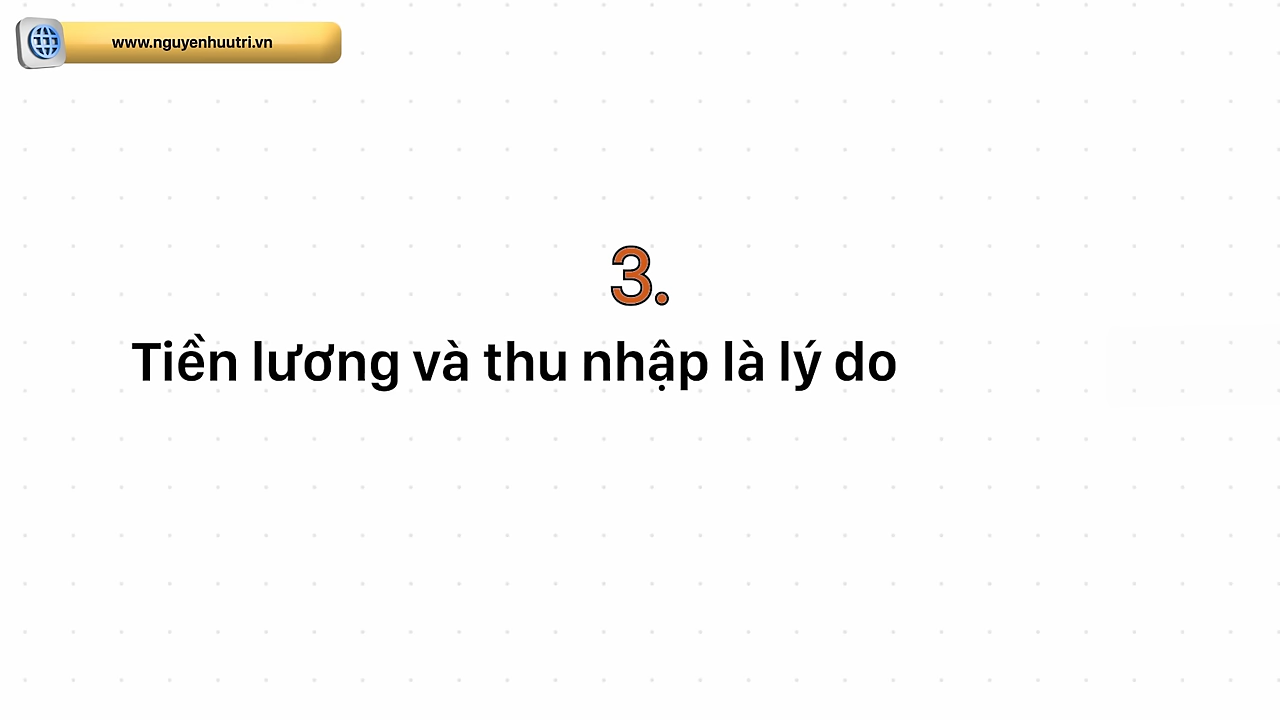 www.nguyenhuutri.vn
3.
Tiền lương và thu nhập là lý do